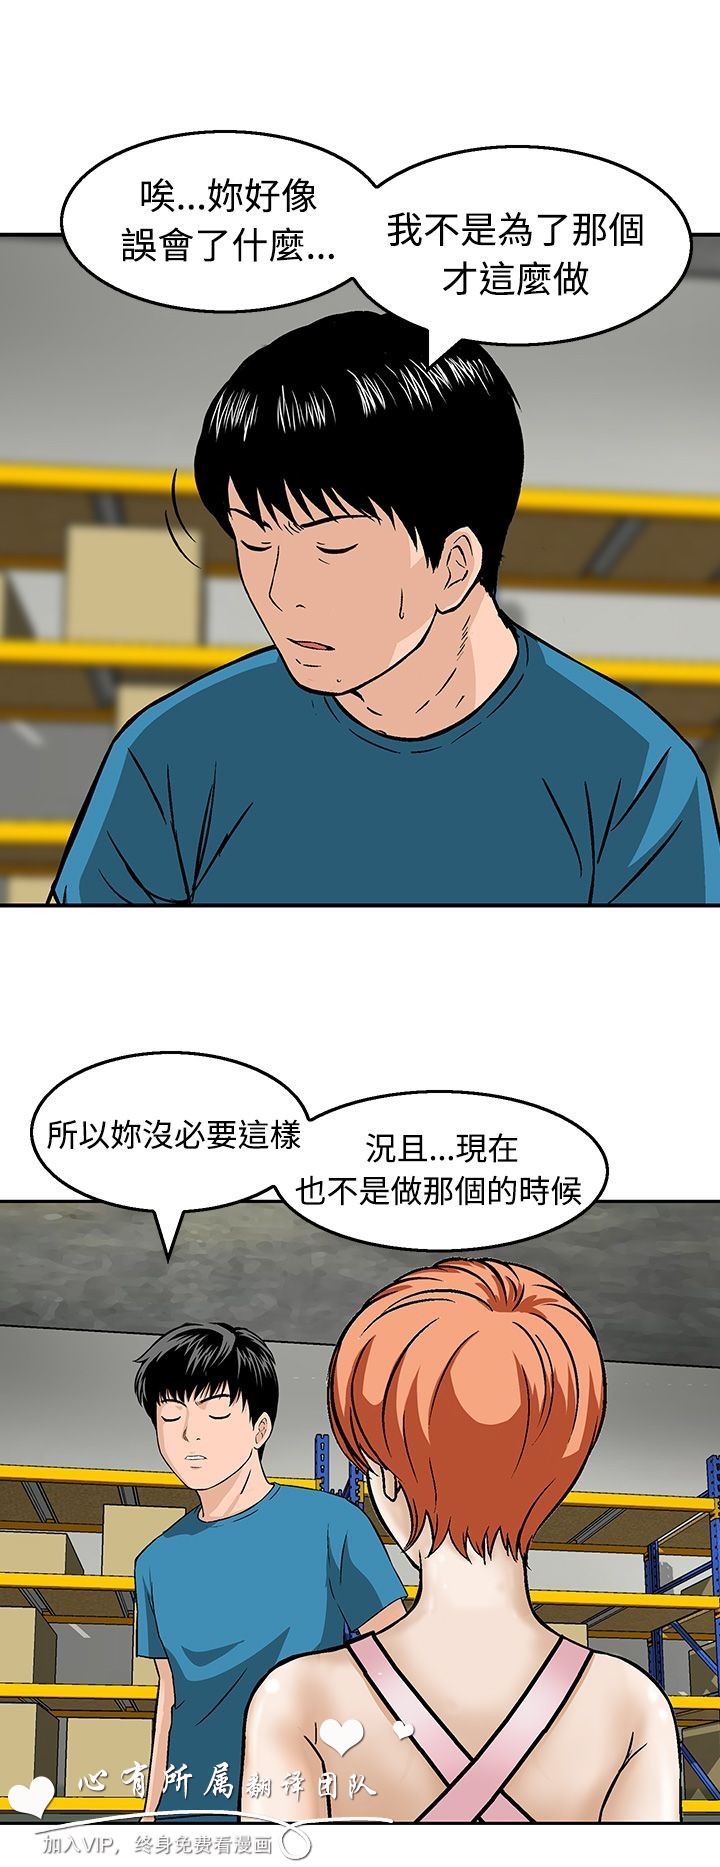 唉...妳好像
誤會了什麼...
我不是為了那個
才這麼做
所以妳沒必要這樣
況且...現在
也不是做那個的時候
心有所属翻译团队
加入VIP，终身免费看漫画